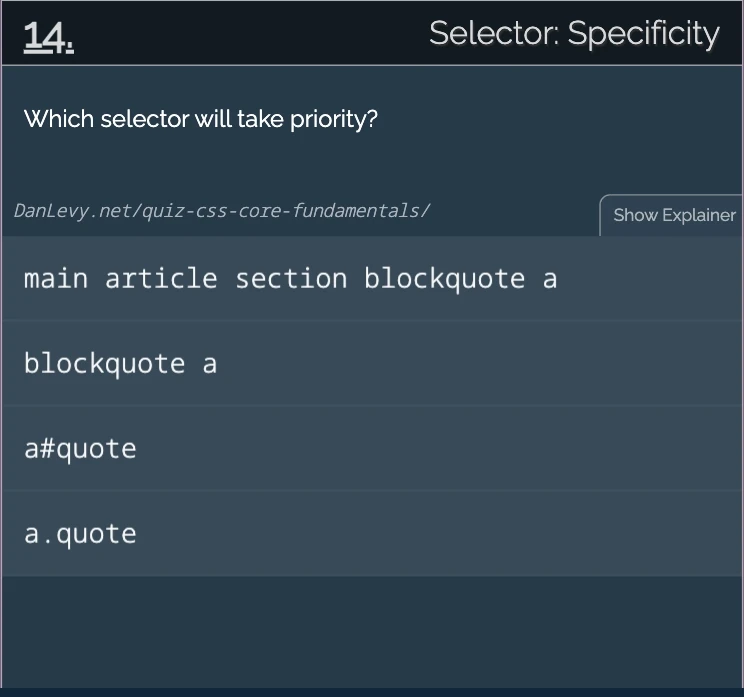 14.
Selector: Specificity
Which selector will take priority?
DanLevy.net/quiz-css-core-fundamentals/
Show Explainer
main article section blockquote a
blockquote a
a#quote
a.quote